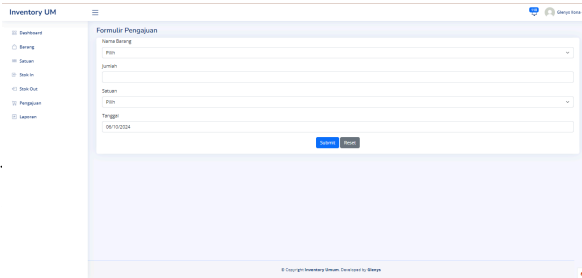 Inventory UM
Glenys Xona
Dashboard
Barang
Satuan
Stok In
Stok Out
Pengajuan
Laporan
Formulir Pengajuan
Nama Barang
Pilih
Jumlah
Satuan
Pilih
Tanggal
06/10/2024
Submit Reset
© Copyright Inventory Umum. Developed by Glenys